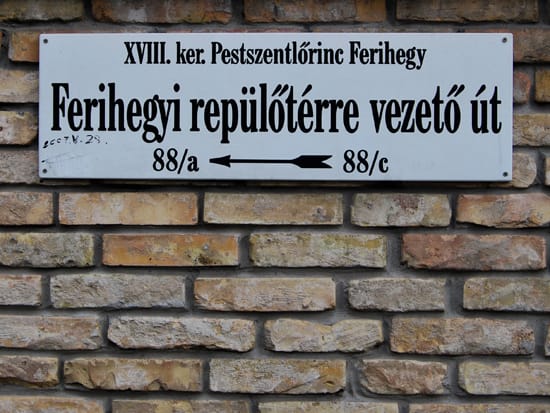 XVIII. ker. Pestszentlőrinc Ferihegy
Ferihegyi repülőtérre vezető út
88/a 88/c